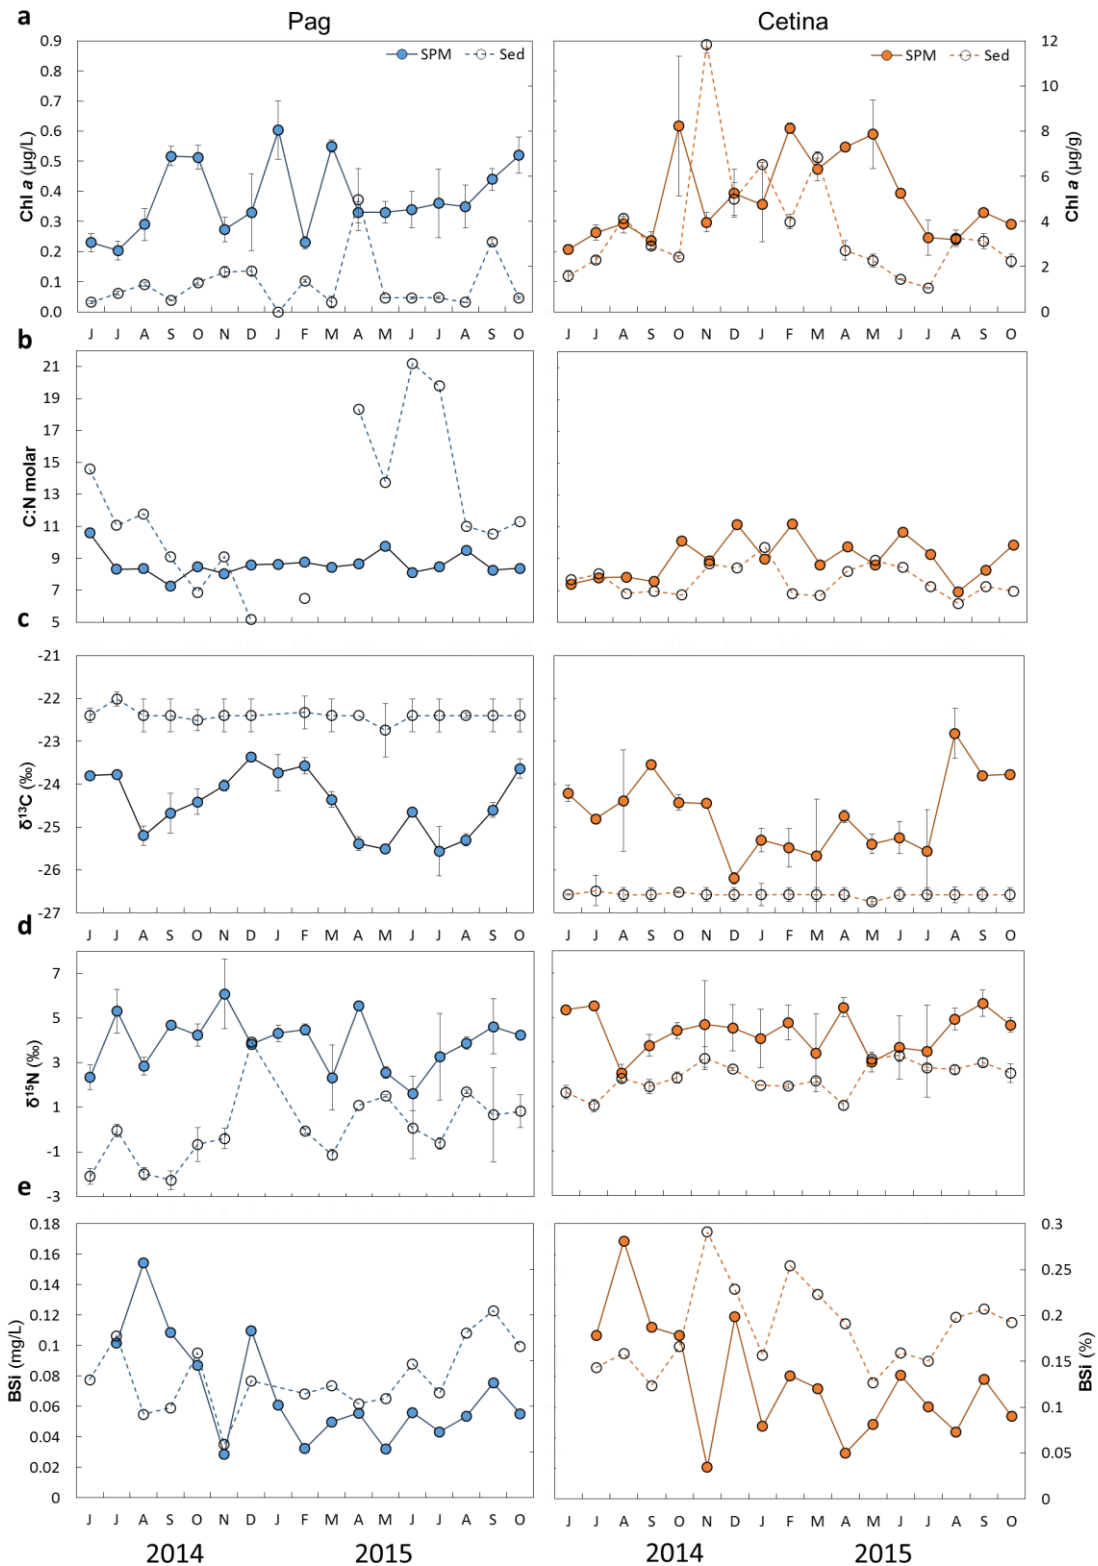 a
Pag
Cetina
SPM Sed
SPM Sed
Chl a (µg/L)
0.9
0.8
0.7
0.6
0.5
0.4
0.3
0.2
0.1
0.0
12
10
8
6
4
2
0
Chl a (µg/g)
J J A S O N D J F M A M J J A S O
J J A S O N D J F M A M J J A S O
b
C:N molar
21
19
17
15
13
11
9
7
5
c
δ13C (‰)
-21
-22
-23
-24
-25
-26
-27
J J A S O N D J F M A M J J A S O
J J A S O N D J F M A M J J A S O
d
δ15N (‰)
7
5
3
1
-1
-3
e
BSi (mg/L)
0.18
0.16
0.14
0.12
0.1
0.08
0.06
0.04
0.02
0
0.3
0.25
0.2
0.15
0.1
0.05
0
BSi (%)
J J A S O N D J F M A M J J A S O
J J A S O N D J F M A M J J A S O
2014 2015
2014 2015